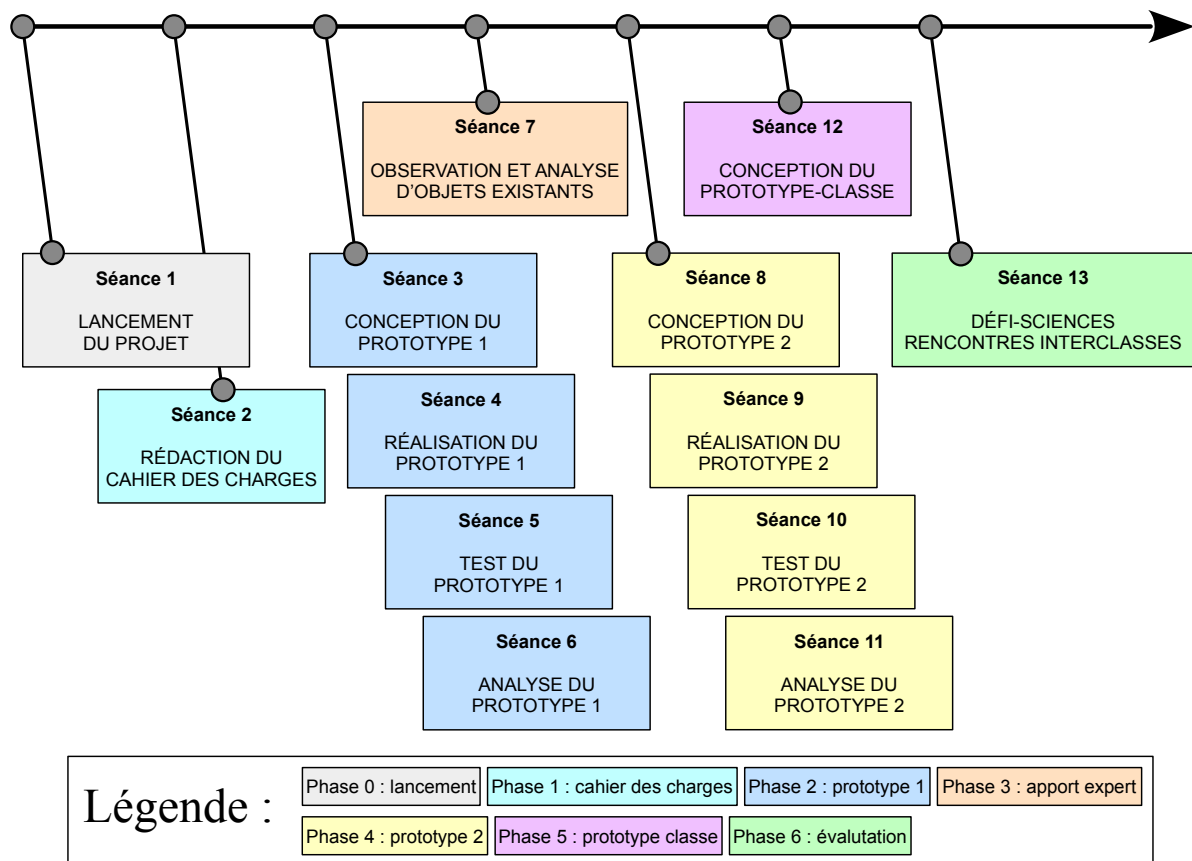 Séance 7
OBSERVATION ET ANALYSE
D'OBJETS EXISTANTS
Séance 12
CONCEPTION DU
PROTOTYPE-CLASSE
Séance 1
LANCEMENT
DU PROJET
Séance 2
RÉDACTION DU
CAHIER DES CHARGES
Séance 3
CONCEPTION DU
PROTOTYPE 1
Séance 4
RÉALISATION DU
PROTOTYPE 1
Séance 5
TEST DU
PROTOTYPE 1
Séance 6
ANALYSE DU
PROTOTYPE 1
Séance 8
CONCEPTION DU
PROTOTYPE 2
Séance 9
RÉALISATION DU
PROTOTYPE 2
Séance 10
TEST DU
PROTOTYPE 2
Séance 11
ANALYSE DU
PROTOTYPE 2
Séance 13
DÉFI-SCIENCES
RENCONTRES INTERCLASSES
Légende :
Phase 0 : lancement
Phase 1 : cahier des charges
Phase 2 : prototype 1
Phase 3 : apport expert
Phase 4 : prototype 2
Phase 5 : prototype classe
Phase 6 : évalutation